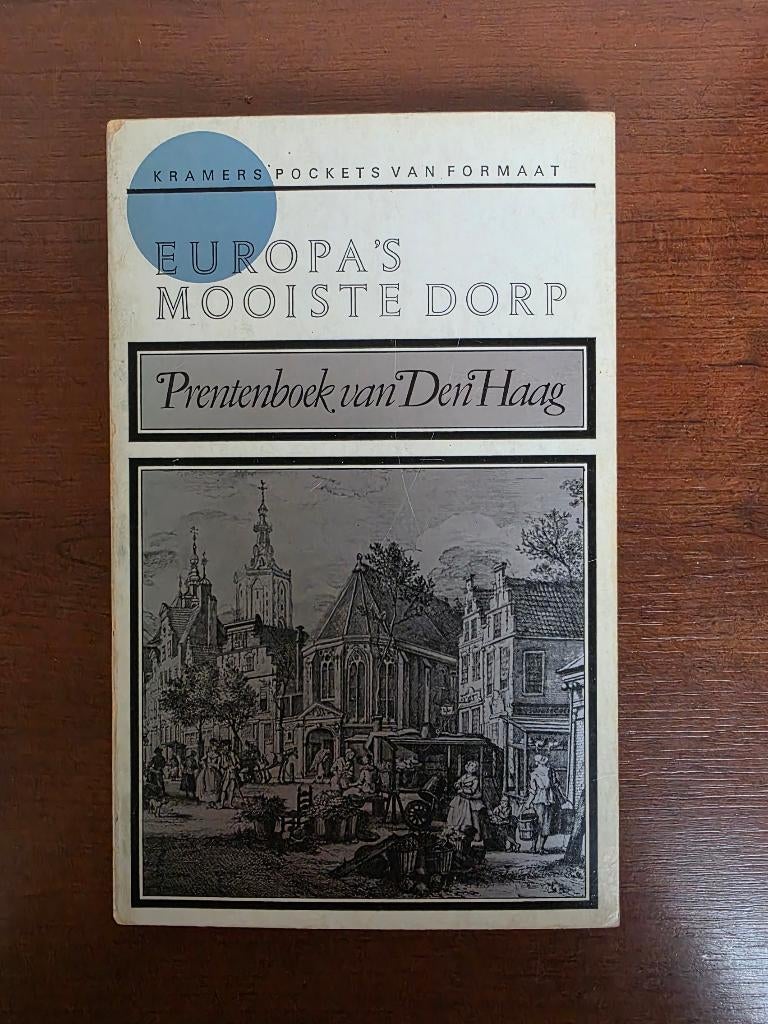 KRAMERS POCKETS VAN FORMAAT
EUROPA'S
MOOISTE DORP
Prentenboek van Den Haag